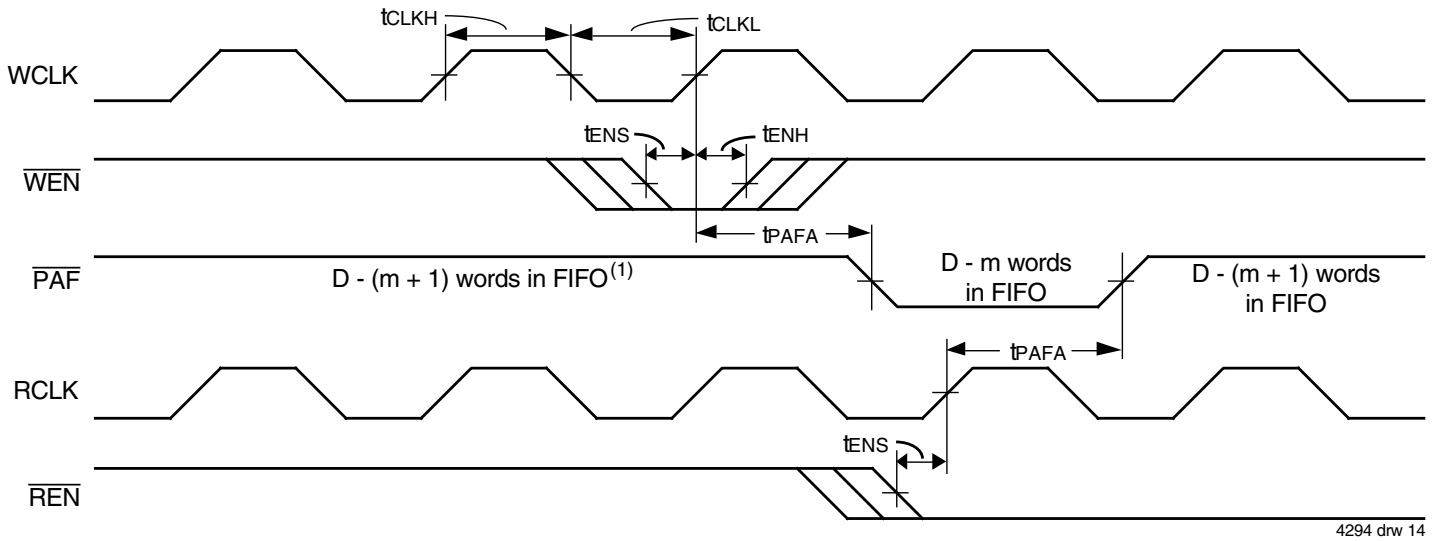 tCLKH
tCLKL
WCLK
tENS
tENH
WEN
tPAFA
PAF
D - (m + 1) words in FIFO(1)
D - m words
in FIFO
D - (m + 1) words
in FIFO
tPAFA
RCLK
tENS
REN
4294 drw 14